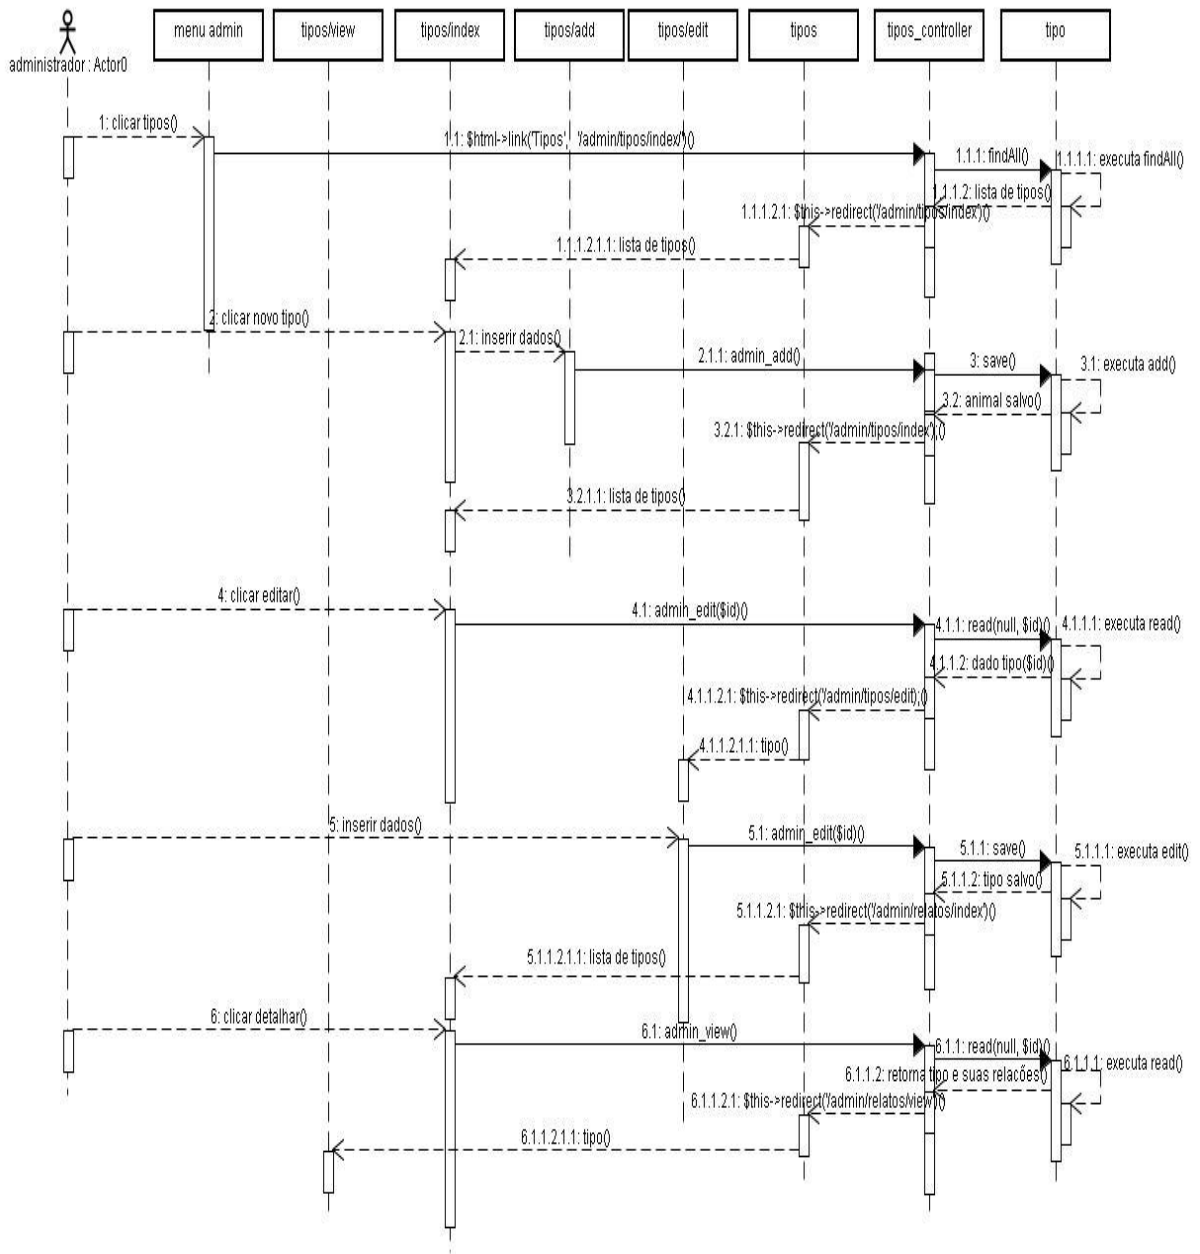 menu admin
tipos/view
tipos/index
tipos/add
tipos/edit
tipos
tipos_controller
tipo
administrador : Actor0
1: clicar tipos()
1.1: $html->link('Tipos', '/admin/tipos/index/')()
1.1.1: findAll()
1.1.1.1: executa findAll()
1.1.1.2: lista de tipos()
1.1.1.2.1: $this->redirect('/admin/tipos/index')()
1.1.1.2.1.1: lista de tipos()
2: clicar novo tipo()
2.1: inserir dados()
2.1.1: admin_add()
3: save()
3.1: executa add()
3.2: animal salvo()
3.2.1: $this->redirect('/admin/tipos/index');()
3.2.1.1: lista de tipos()
4: clicar editar()
4.1: admin_edit($id)()
4.1.1: read(null, $id)()
4.1.1.1: executa read()
4.1.1.2: dado tipo($id)()
4.1.1.2.1: $this->redirect('/admin/tipos/edit);()
4.1.1.2.1.1: tipo()
5: inserir dados()
5.1: admin_edit($id)()
5.1.1: save()
5.1.1.1: executa edit()
5.1.1.2: tipo salvo()
5.1.1.2.1: $this->redirect('/admin/relatos/index')()
5.1.1.2.1.1: lista de tipos()
6: clicar detalhar()
6.1: admin_view()
6.1.1: read(null, $id)()
6.1.1.1: executa read()
6.1.1.2: retorna tipo e suas relacões()
6.1.1.2.1: $this->redirect('/admin/relatos/view')()
6.1.1.2.1.1: tipo()